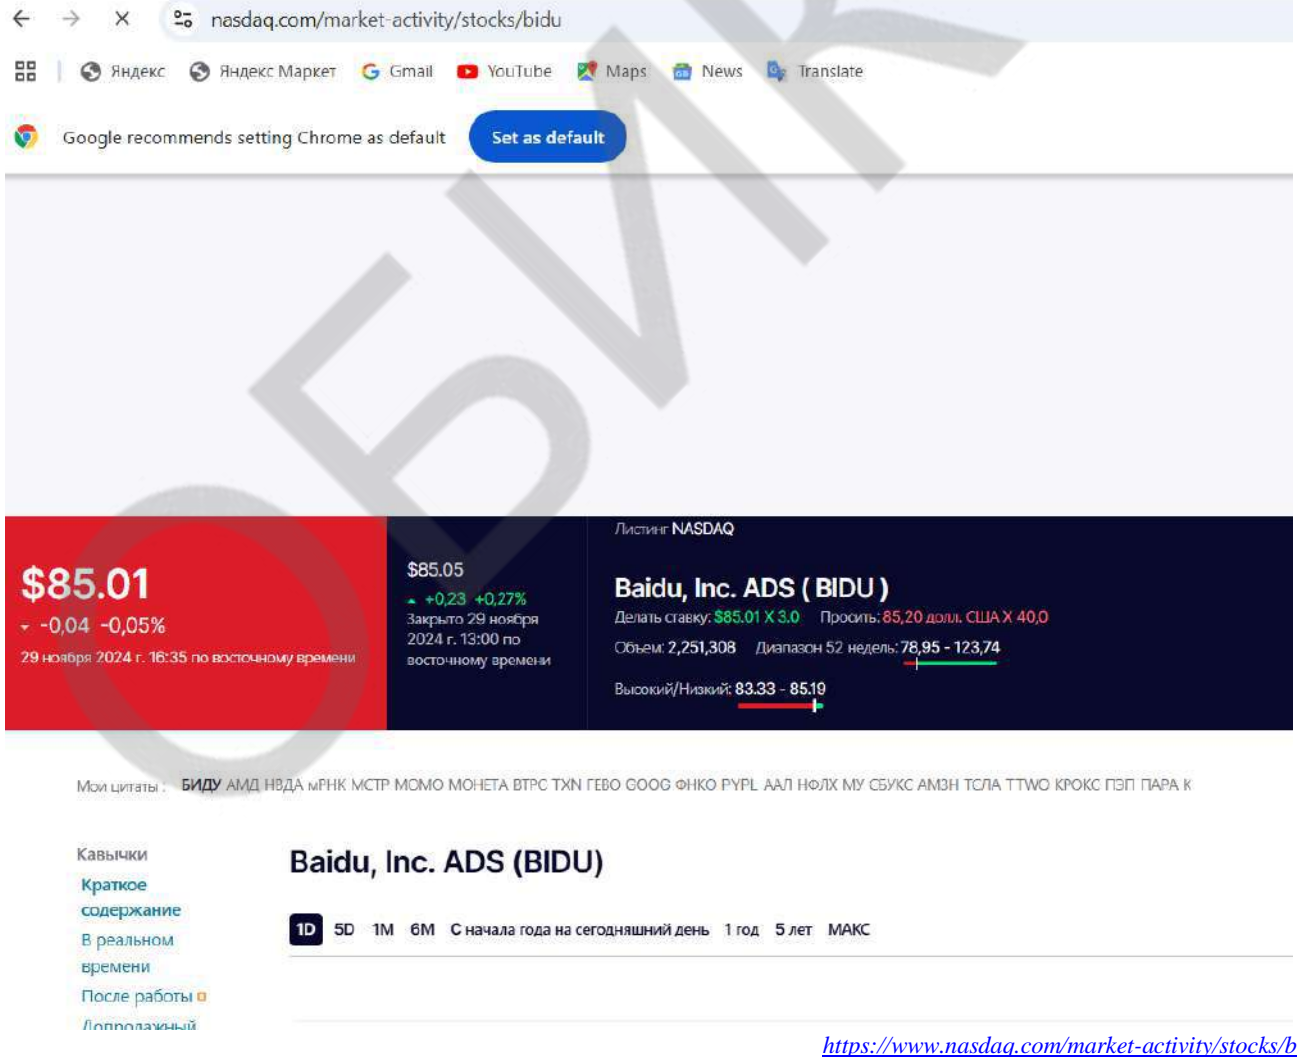 nasdaq.com/market-activity/stocks/bidu
Яндекс Яндекс Маркет Gmail YouTube Maps News Translate
Google recommends setting Chrome as default Set as default
ОБИК
Листинг NASDAQ
$85.01
-0,04 -0,05%
29 ноября 2024 г. 16:35 по восточному времени
$85.05
+0,23 +0,27%
Закрыто 29 ноября
2024 г. 13:00 по
восточному времени
Baidu, Inc. ADS ( BIDU )
Делать ставку: $85.01 X 3.0 Просить: 85,20 долл. США X 40,0
Объем: 2,251,308 Диапазон 52 недель: 78,95 - 123,74
Высокий/Низкий: 83.33 - 85.19
Мои цитаты : БИДУ АМД НВДА мРНК МСТР МОМО МОНЕТА ВТРС TXN ГЕВО GOOG ФНКО PYPL ААЛ НФЛХ МУ СБУКС АМЗН ТСЛА TTWO КРОКС ПЭП ПАРА К
Кавычки
Краткое
содержание
В реальном
времени
После работы
Допродажный
Baidu, Inc. ADS (BIDU)
1D 5D 1M 6M С начала года на сегодняшний день 1 год 5 лет МАКС
https://www.nasdaq.com/market-activity/stocks/b